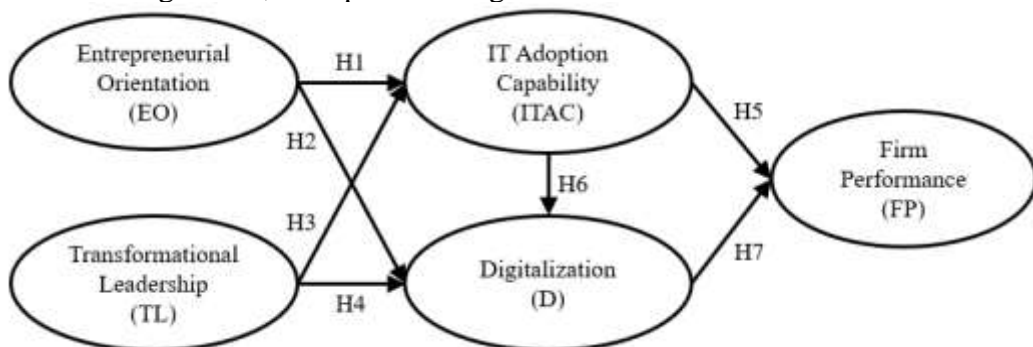 Entrepreneurial
Orientation
(EO)
H1
IT Adoption
Capability
(ITAC)
H2
H5
Firm
Performance
(FP)
H6
H3
Transformational
Leadership
(TL)
H4
Digitalization
(D)
H7